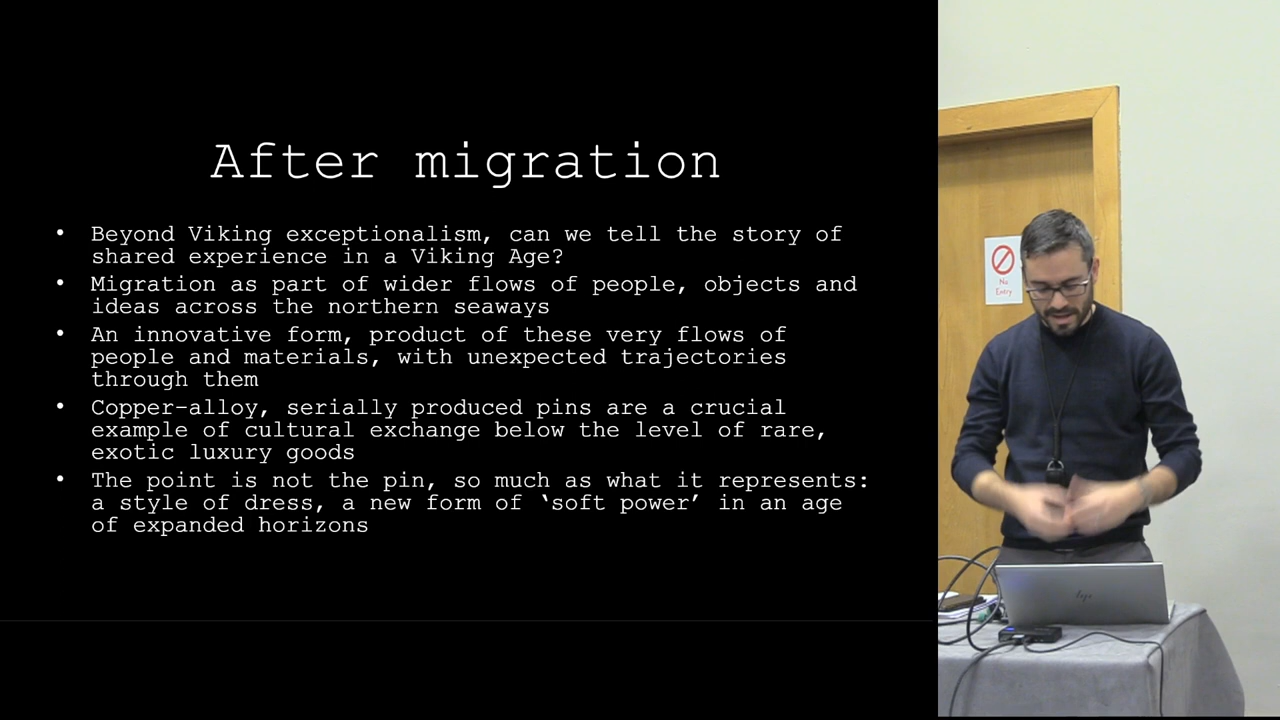 After migration
• Beyond Viking exceptionalism, can we tell the story of
shared experience in a Viking Age?
• Migration as part of wider flows of people, objects and
ideas across the northern seaways
• An innovative form, product of these very flows of
people and materials, with unexpected trajectories
through them
• Copper-alloy, serially produced pins are a crucial
example of cultural exchange below the level of rare,
exotic luxury goods
• The point is not the pin, so much as what it represents:
a style of dress, a new form of ‘soft power’ in an age
of expanded horizons
No
Entry
hp